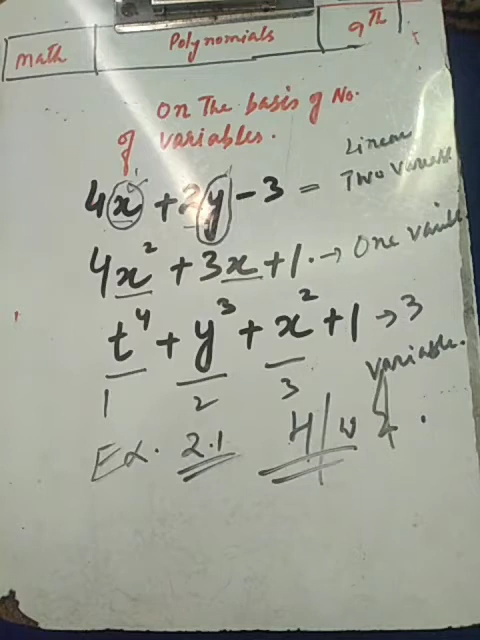 math Polynomials 9th
On The basis of No.
of variables.
4x + 2y - 3 = Linear Two variable
4x² + 3x + 1. → One variable
t⁴ + y³ + x² + 1 → 3 variable.
1 2 3
Ex. 2.1 H/W